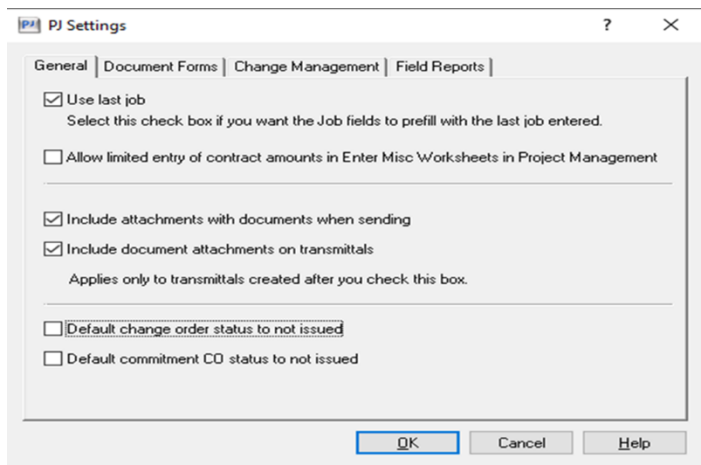 PJ PJ Settings ? ×
General Document Forms Change Management Field Reports
Use last job
Select this check box if you want the Job fields to prefill with the last job entered.
Allow limited entry of contract amounts in Enter Misc Worksheets in Project Management
Include attachments with documents when sending
Include document attachments on transmittals
Applies only to transmittals created after you check this box.
Default change order status to not issued
Default commitment CO status to not issued
OK Cancel Help